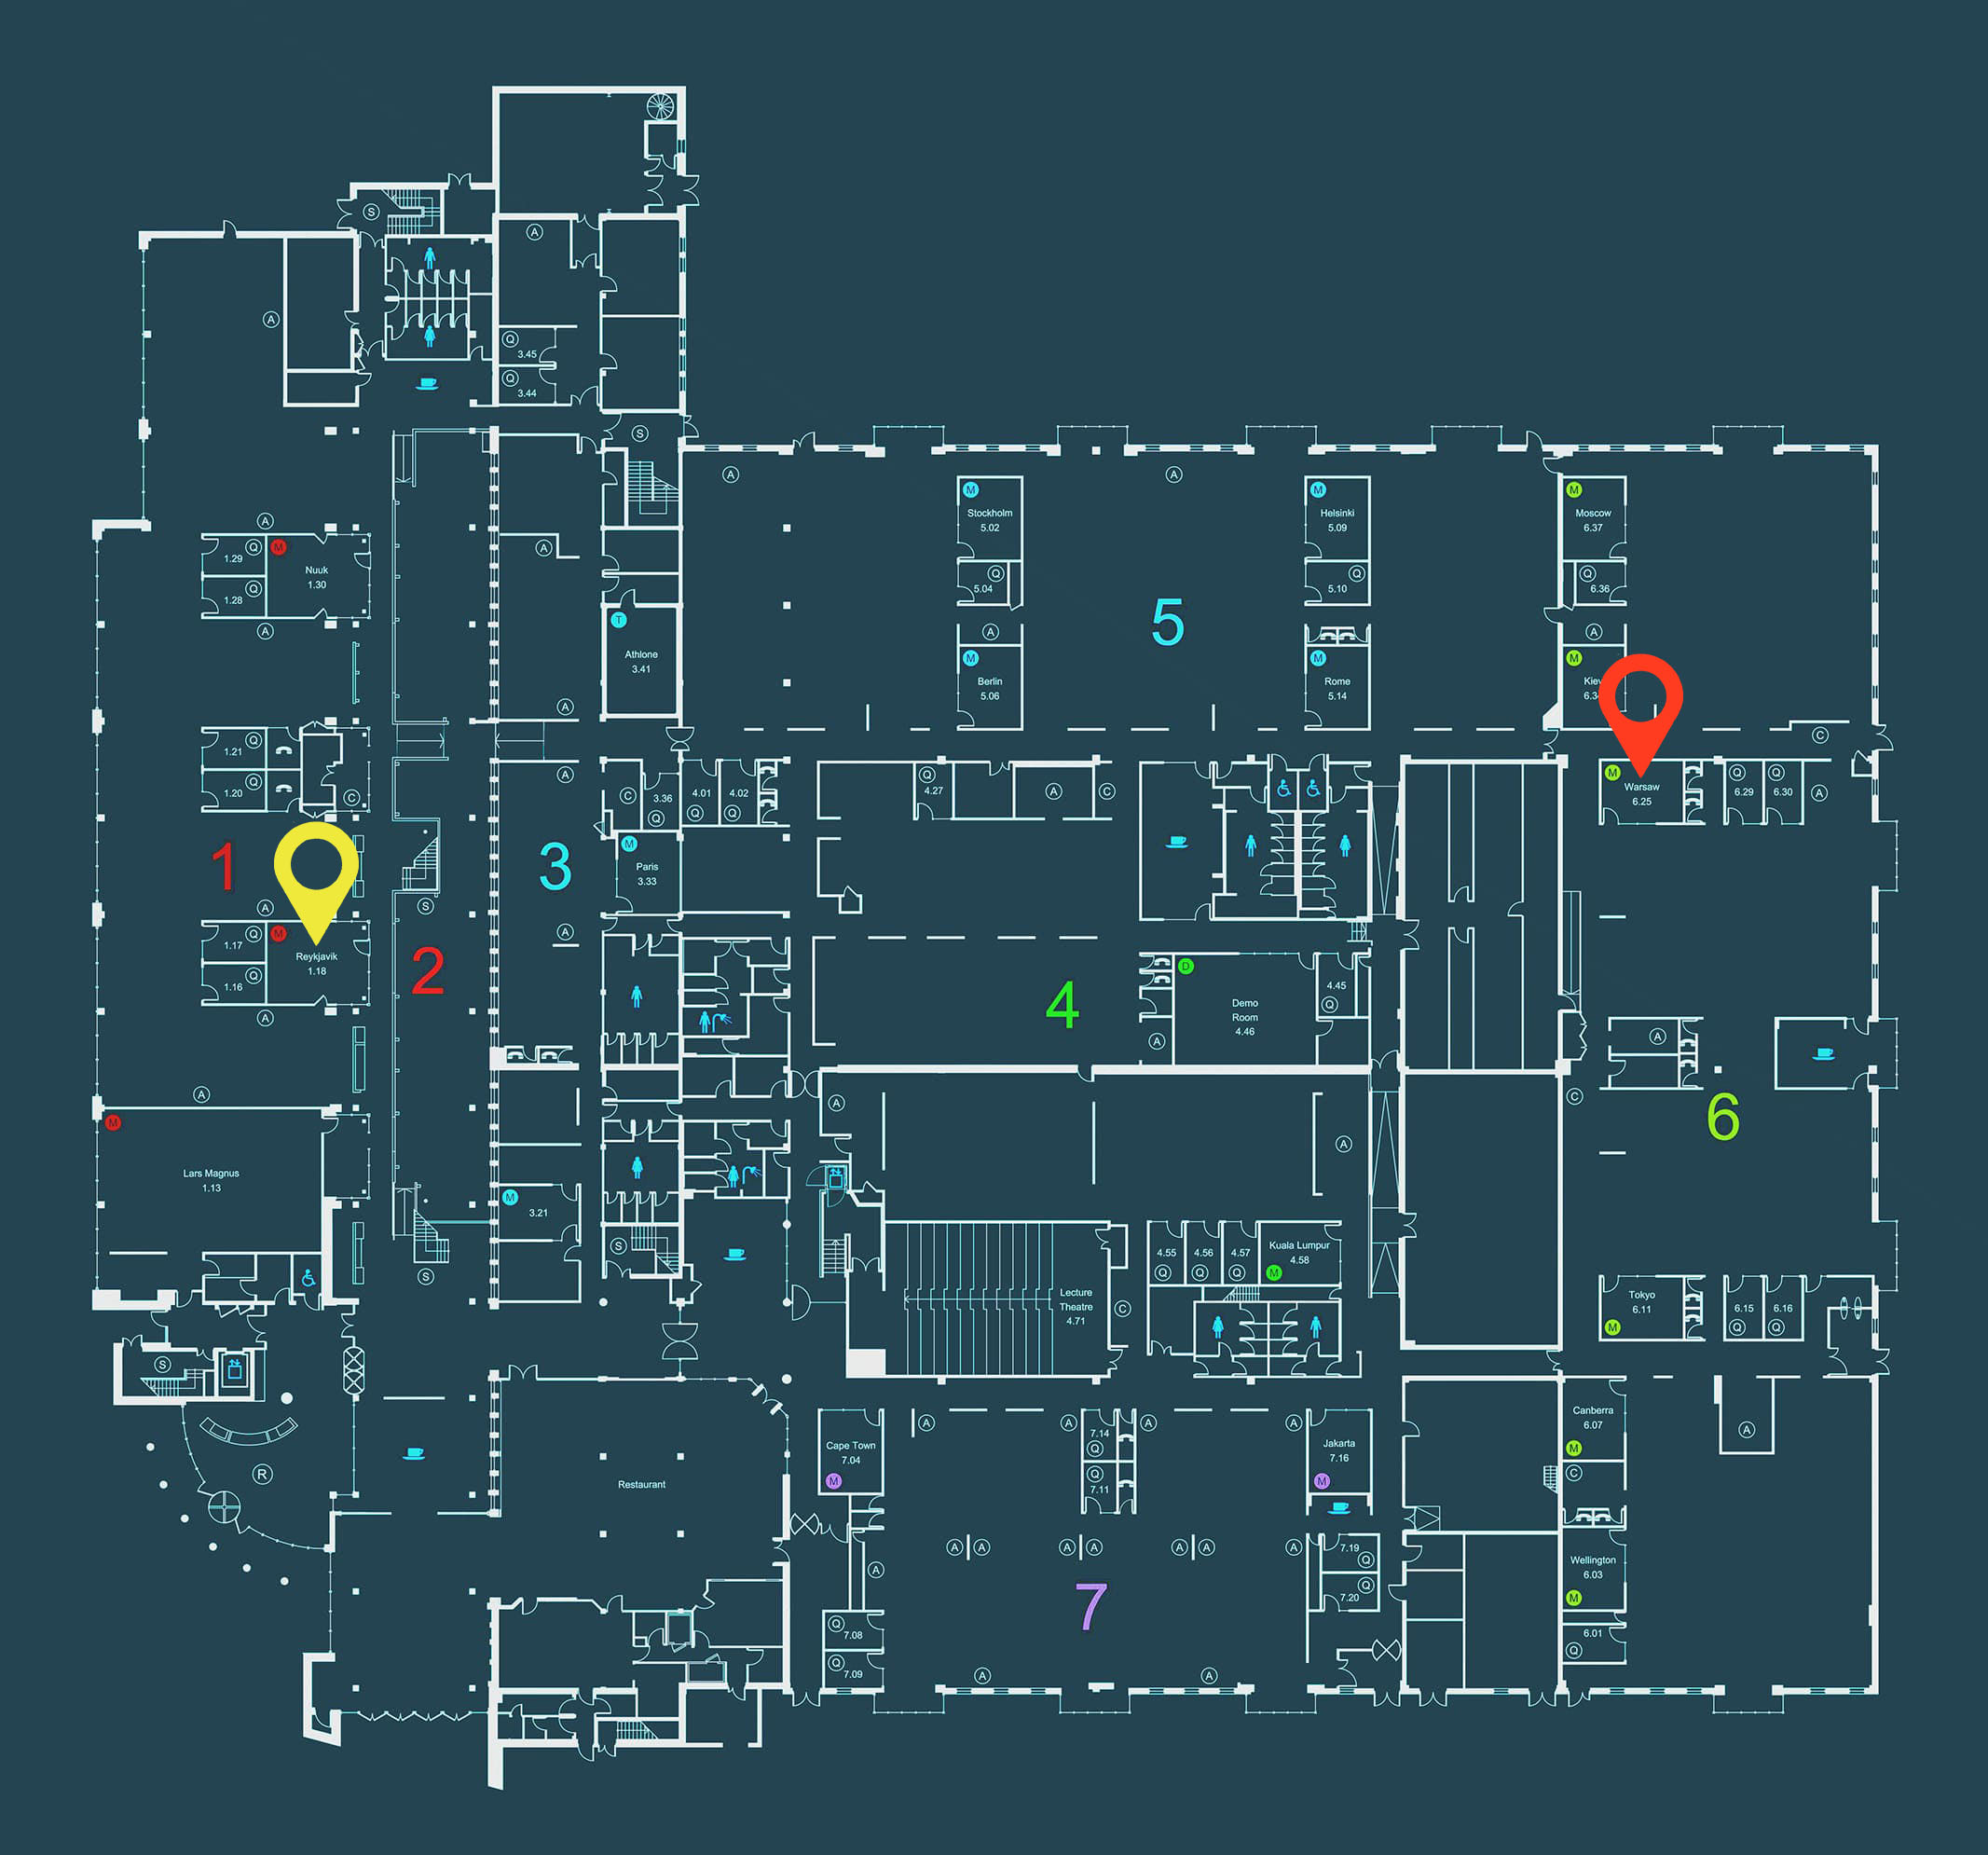 S
A
A
Q
3.45
Q
3.44
S
A
A
M
Stockholm
5.02
M
Helsinki
5.09
M
Moscow
6.37
A
Q
1.29
M
Nuuk
1.30
Q
1.28
A
A
Q
5.04
Q
5.10
Q
6.36
T
Athlone
3.41
5
A
A
M
Berlin
5.06
M
Rome
5.14
M
A
C
Q
1.21
Q
1.20
C
A
C
3.36
Q
4.01
Q
4.02
Q
Q
4.27
A
C
M
Warsaw
6.25
Q
6.29
Q
6.30
A
1
3
M
Paris
3.33
A
S
A
Q
1.17
M
Reykjavik
1.18
Q
1.16
A
2
4
D
Demo
Room
4.46
4.45
Q
A
A
A
A
A
C
6
M
Lars Magnus
1.13
M
3.21
A
S
S
4.55
Q
4.56
Q
4.57
Q
Kuala Lumpur
4.58
M
Lecture
Theatre
4.71
C
Tokyo
6.11
M
6.15
Q
6.16
Q
S
R
Restaurant
Cape Town
7.04
M
A
A
7.14
Q
Q
7.11
A
A
Jakarta
7.16
M
Canberra
6.07
M
C
A
A
A
A
A
A
A
A
A
7.19
Q
Q
7.20
Wellington
6.03
M
6.01
Q
7
Q
7.08
Q
7.09
A
A